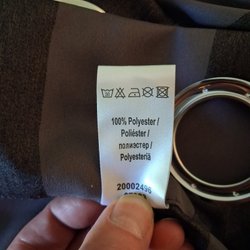 100% Polyester /
Poliéster /
полиэстер /
Polyesteria
20002496